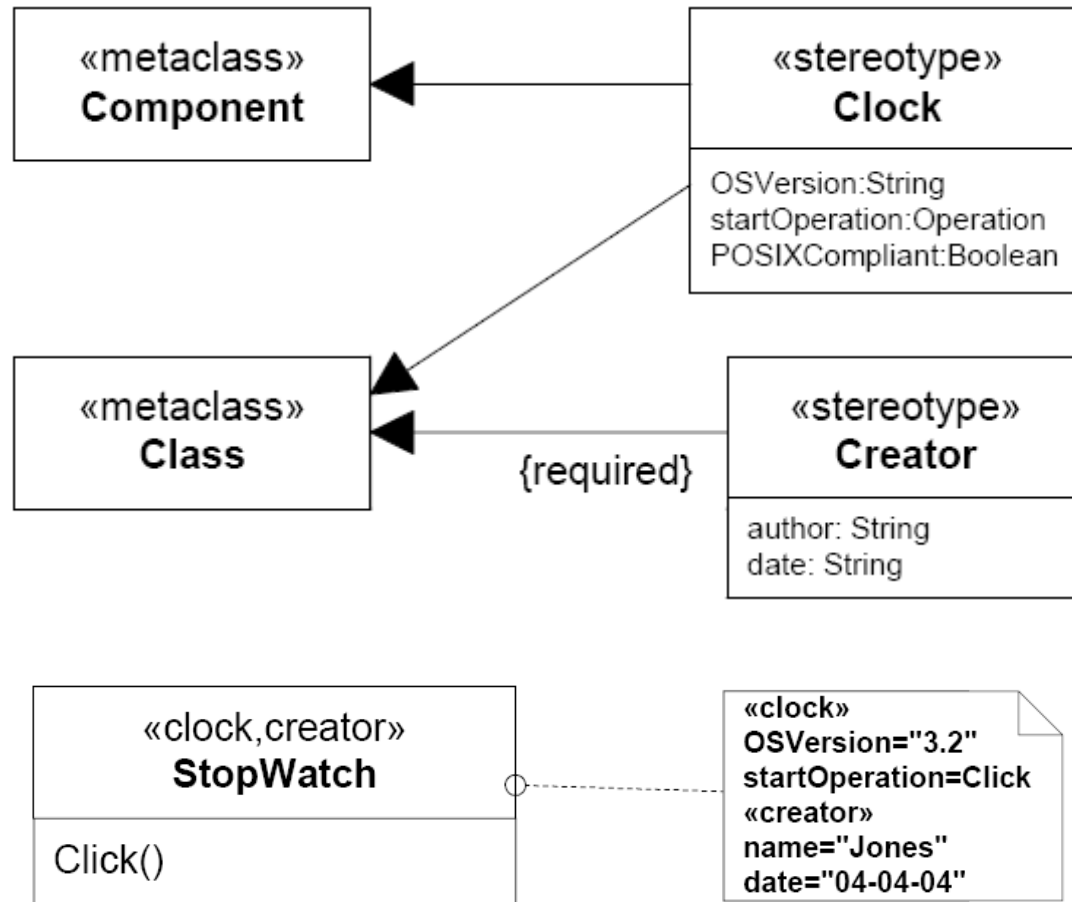 «metaclass»
Component
«stereotype»
Clock
OSVersion:String
startOperation:Operation
POSIXCompliant:Boolean
«metaclass»
Class
{required}
«stereotype»
Creator
author: String
date: String
«clock,creator»
StopWatch
Click()
«clock»
OSVersion="3.2"
startOperation=Click
«creator»
name="Jones"
date="04-04-04"